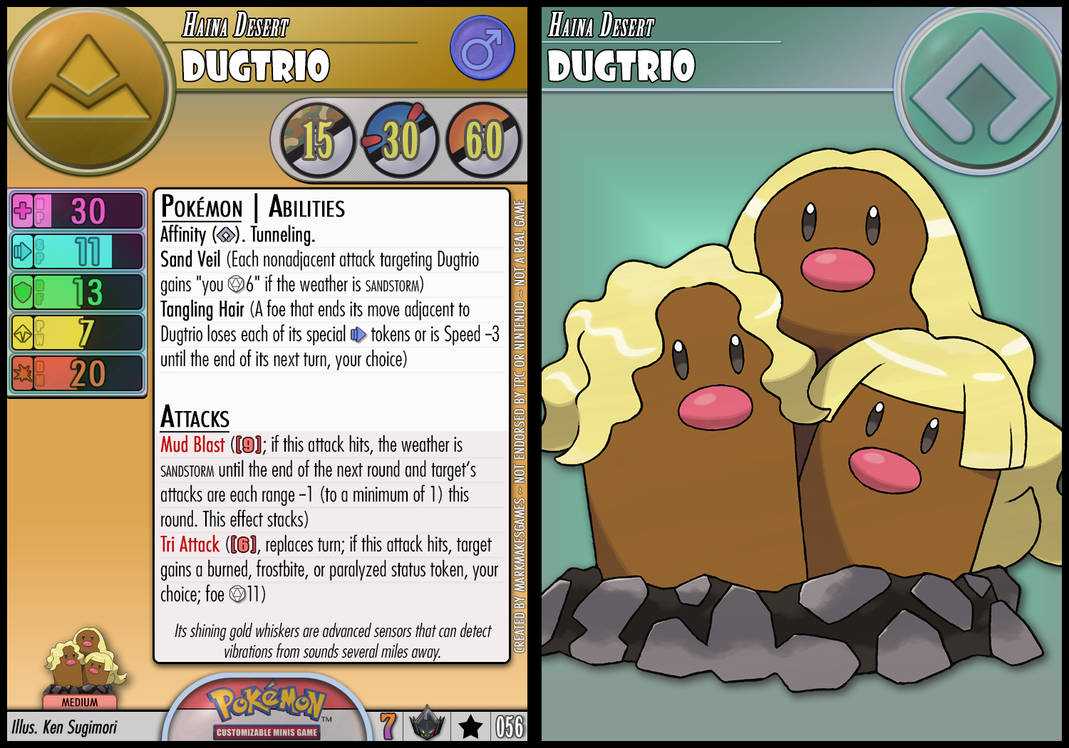 Haina Desert
DUGTRIO
15 30 60
30
11
13
7
20
Pokémon | Abilities
Affinity (). Tunneling.
Sand Veil (Each nonadjacent attack targeting Dugtrio
gains "you 6" if the weather is SANDSTORM)
Tangling Hair (A foe that ends its move adjacent to
Dugtrio loses each of its special tokens or is Speed –3
until the end of its next turn, your choice)
Attacks
Mud Blast ([9]; if this attack hits, the weather is
SANDSTORM until the end of the next round and target's
attacks are each range –1 (to a minimum of 1) this
round. This effect stacks)
Tri Attack ([6], replaces turn; if this attack hits, target
gains a burned, frostbite, or paralyzed status token, your
choice; foe 11)
Its shining gold whiskers are advanced sensors that can detect
vibrations from sounds several miles away.
CREATED BY MARKMAKESGAMES ~ NOT ENDORSED BY TPC OR NINTENDO ~ NOT A REAL GAME
MEDIUM
Illus. Ken Sugimori
POKéMON TM
CUSTOMIZABLE MINIS GAME
7
056
Haina Desert
DUGTRIO